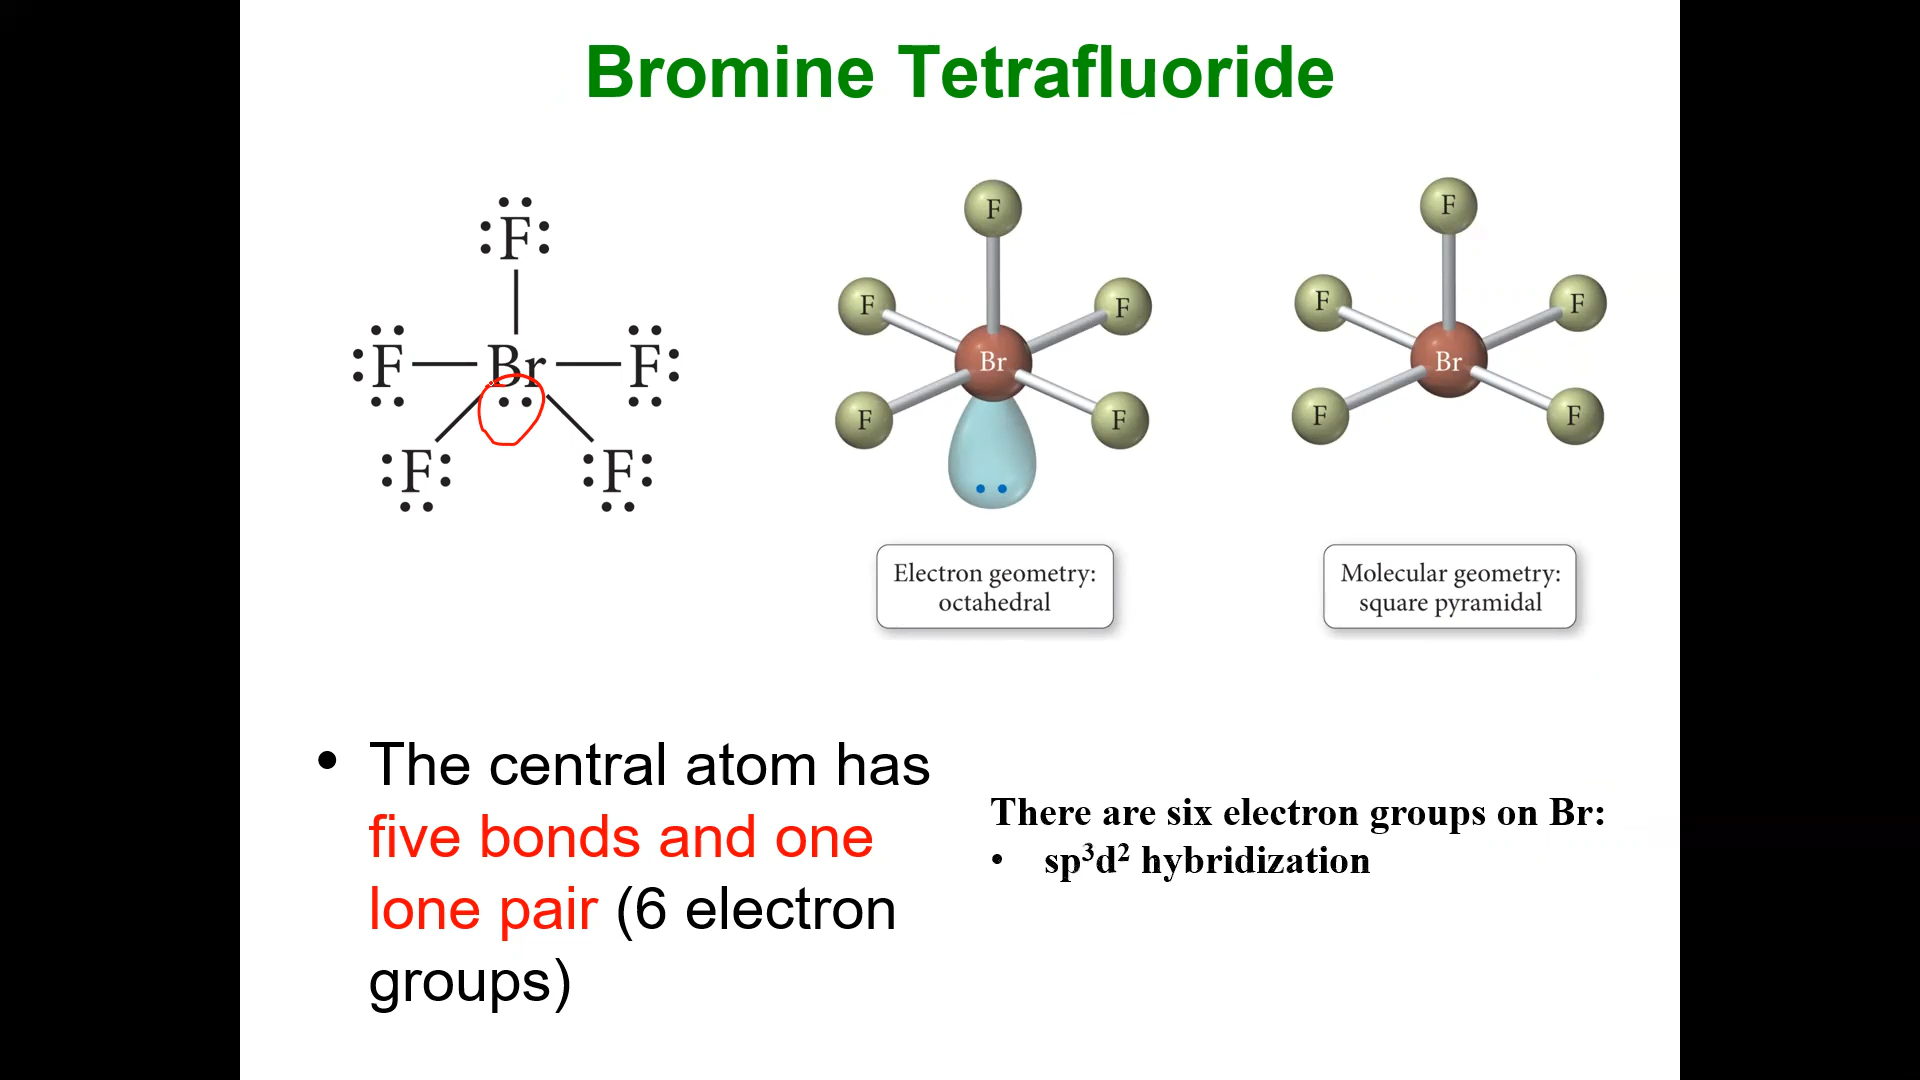 Bromine Tetrafluoride
F
F Br F
F F
F
F F
Br
F F
F
F F
Br
F F
Electron geometry:
octahedral
Molecular geometry:
square pyramidal
• The central atom has
five bonds and one
lone pair (6 electron
groups)
There are six electron groups on Br:
• sp³d² hybridization